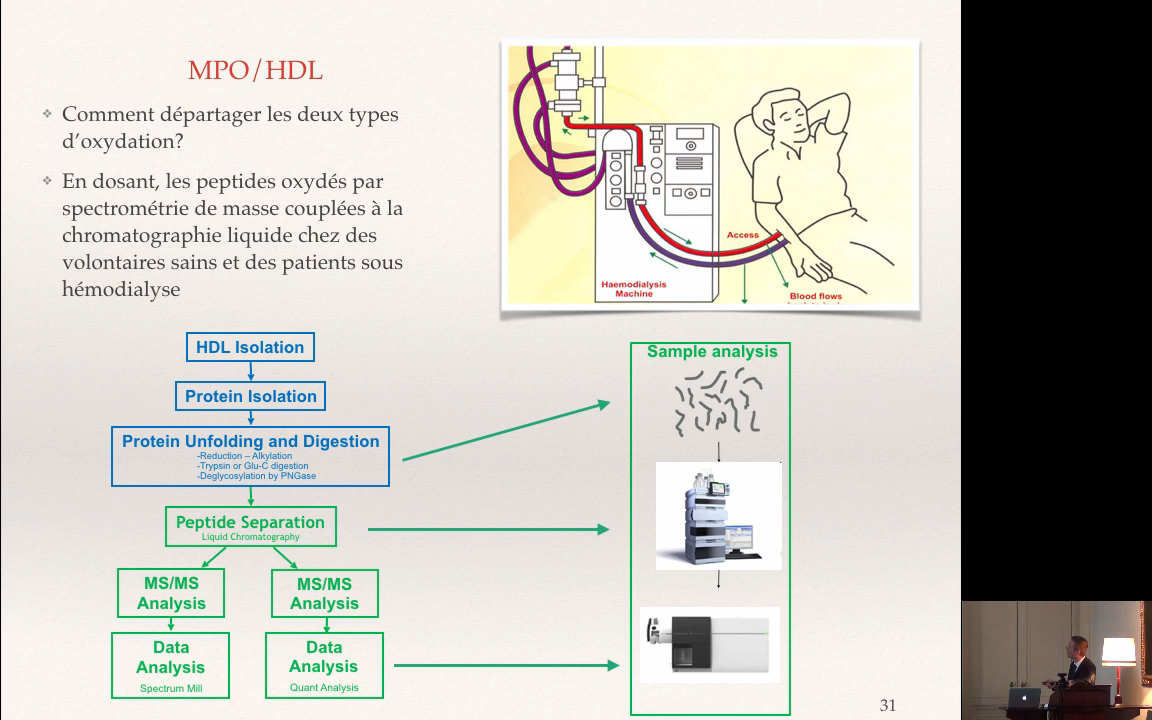 MPO/HDL
Comment départager les deux types
d'oxydation?
En dosant, les peptides oxydés par
spectrométrie de masse couplées à la
chromatographie liquide chez des
volontaires sains et des patients sous
hémodialyse
Access
Haemodialysis
Machine
Blood flows
HDL Isolation
Protein Isolation
Protein Unfolding and Digestion
-Reduction – Alkylation
-Trypsin or Glu-C digestion
-Deglycosylation by PNGase
Peptide Separation
Liquid Chromatography
MS/MS
Analysis
MS/MS
Analysis
Data
Analysis
Spectrum Mill
Data
Analysis
Quant Analysis
Sample analysis
31